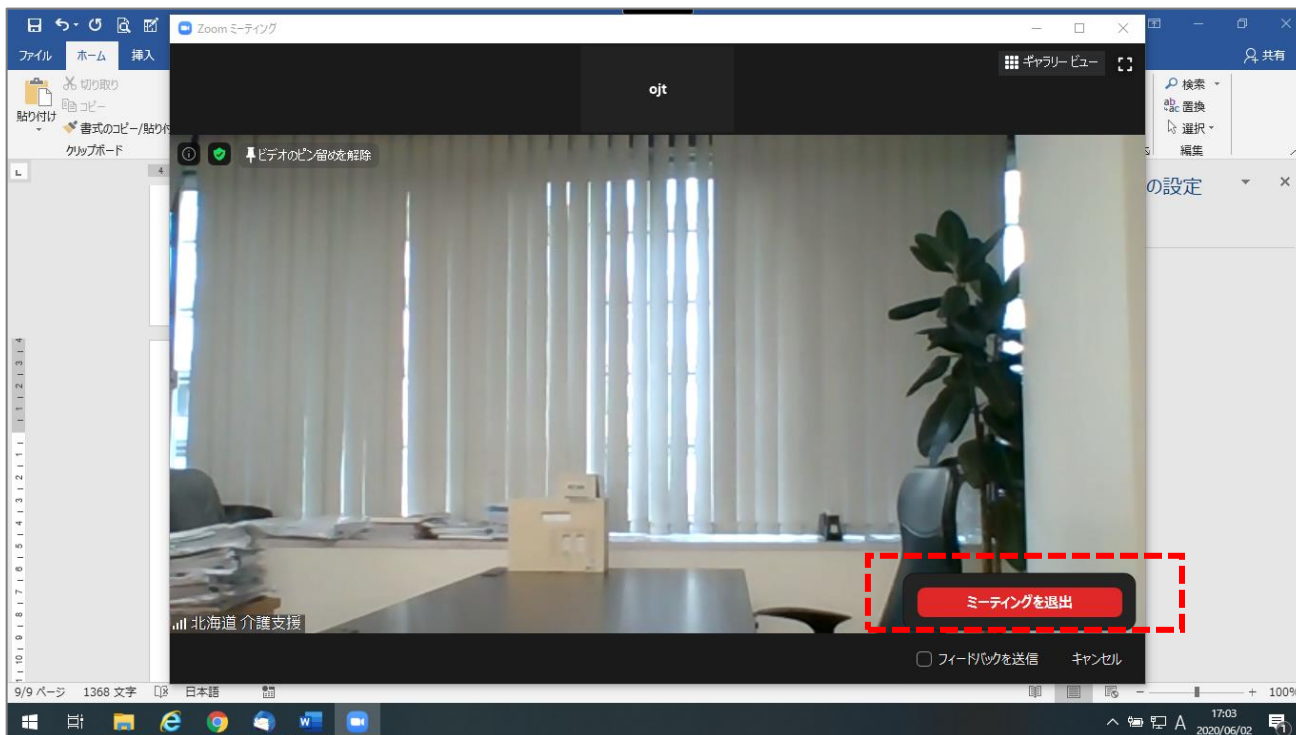 Zoom ミーティング
ファイル ホーム 挿入
共有
切り取り
コピー
貼り付け
書式のコピー/貼り付
クリップボード
検索
置換
選択
編集
の設定
ギャラリー ビュー
ojt
ビデオのピン留めを解除
ミーティングを退出
北海道 介護支援
フィードバックを送信 キャンセル
9/9 ページ 1368 文字 日本語
100%
A
17:03
2020/06/02